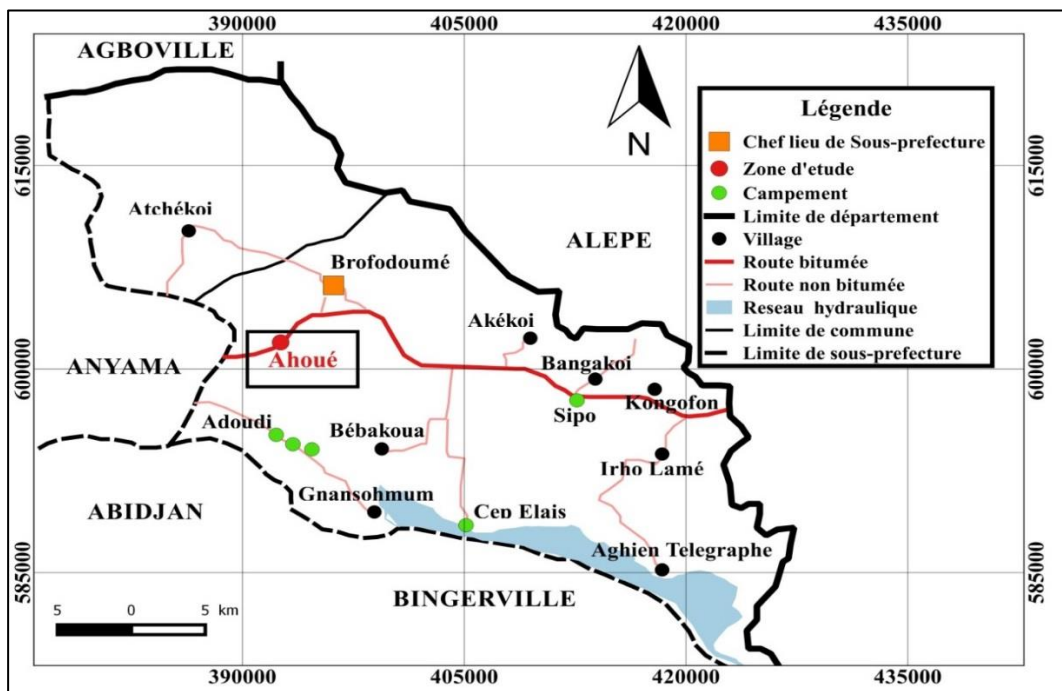 390000
405000
420000
435000
AGBOVILLE
N
Légende
Chef lieu de Sous-prefecture
Zone d'etude
Campement
Limite de département
Village
Route bitumée
Route non bitumée
Reseau hydraulique
Limite de commune
Limite de sous-prefecture
615000
615000
Atchékoi
ALEPE
Brofodoumé
Akékoi
Bangakoi
ANYAMA
Ahoué
600000
600000
Kongofon
Sipo
Adoudi
Bébakoua
Irho Lamé
Gnansohmum
ABIDJAN
Cep Elais
Aghien Telegraphe
585000
585000
BINGERVILLE
5 0 5 km
390000
405000
420000
435000